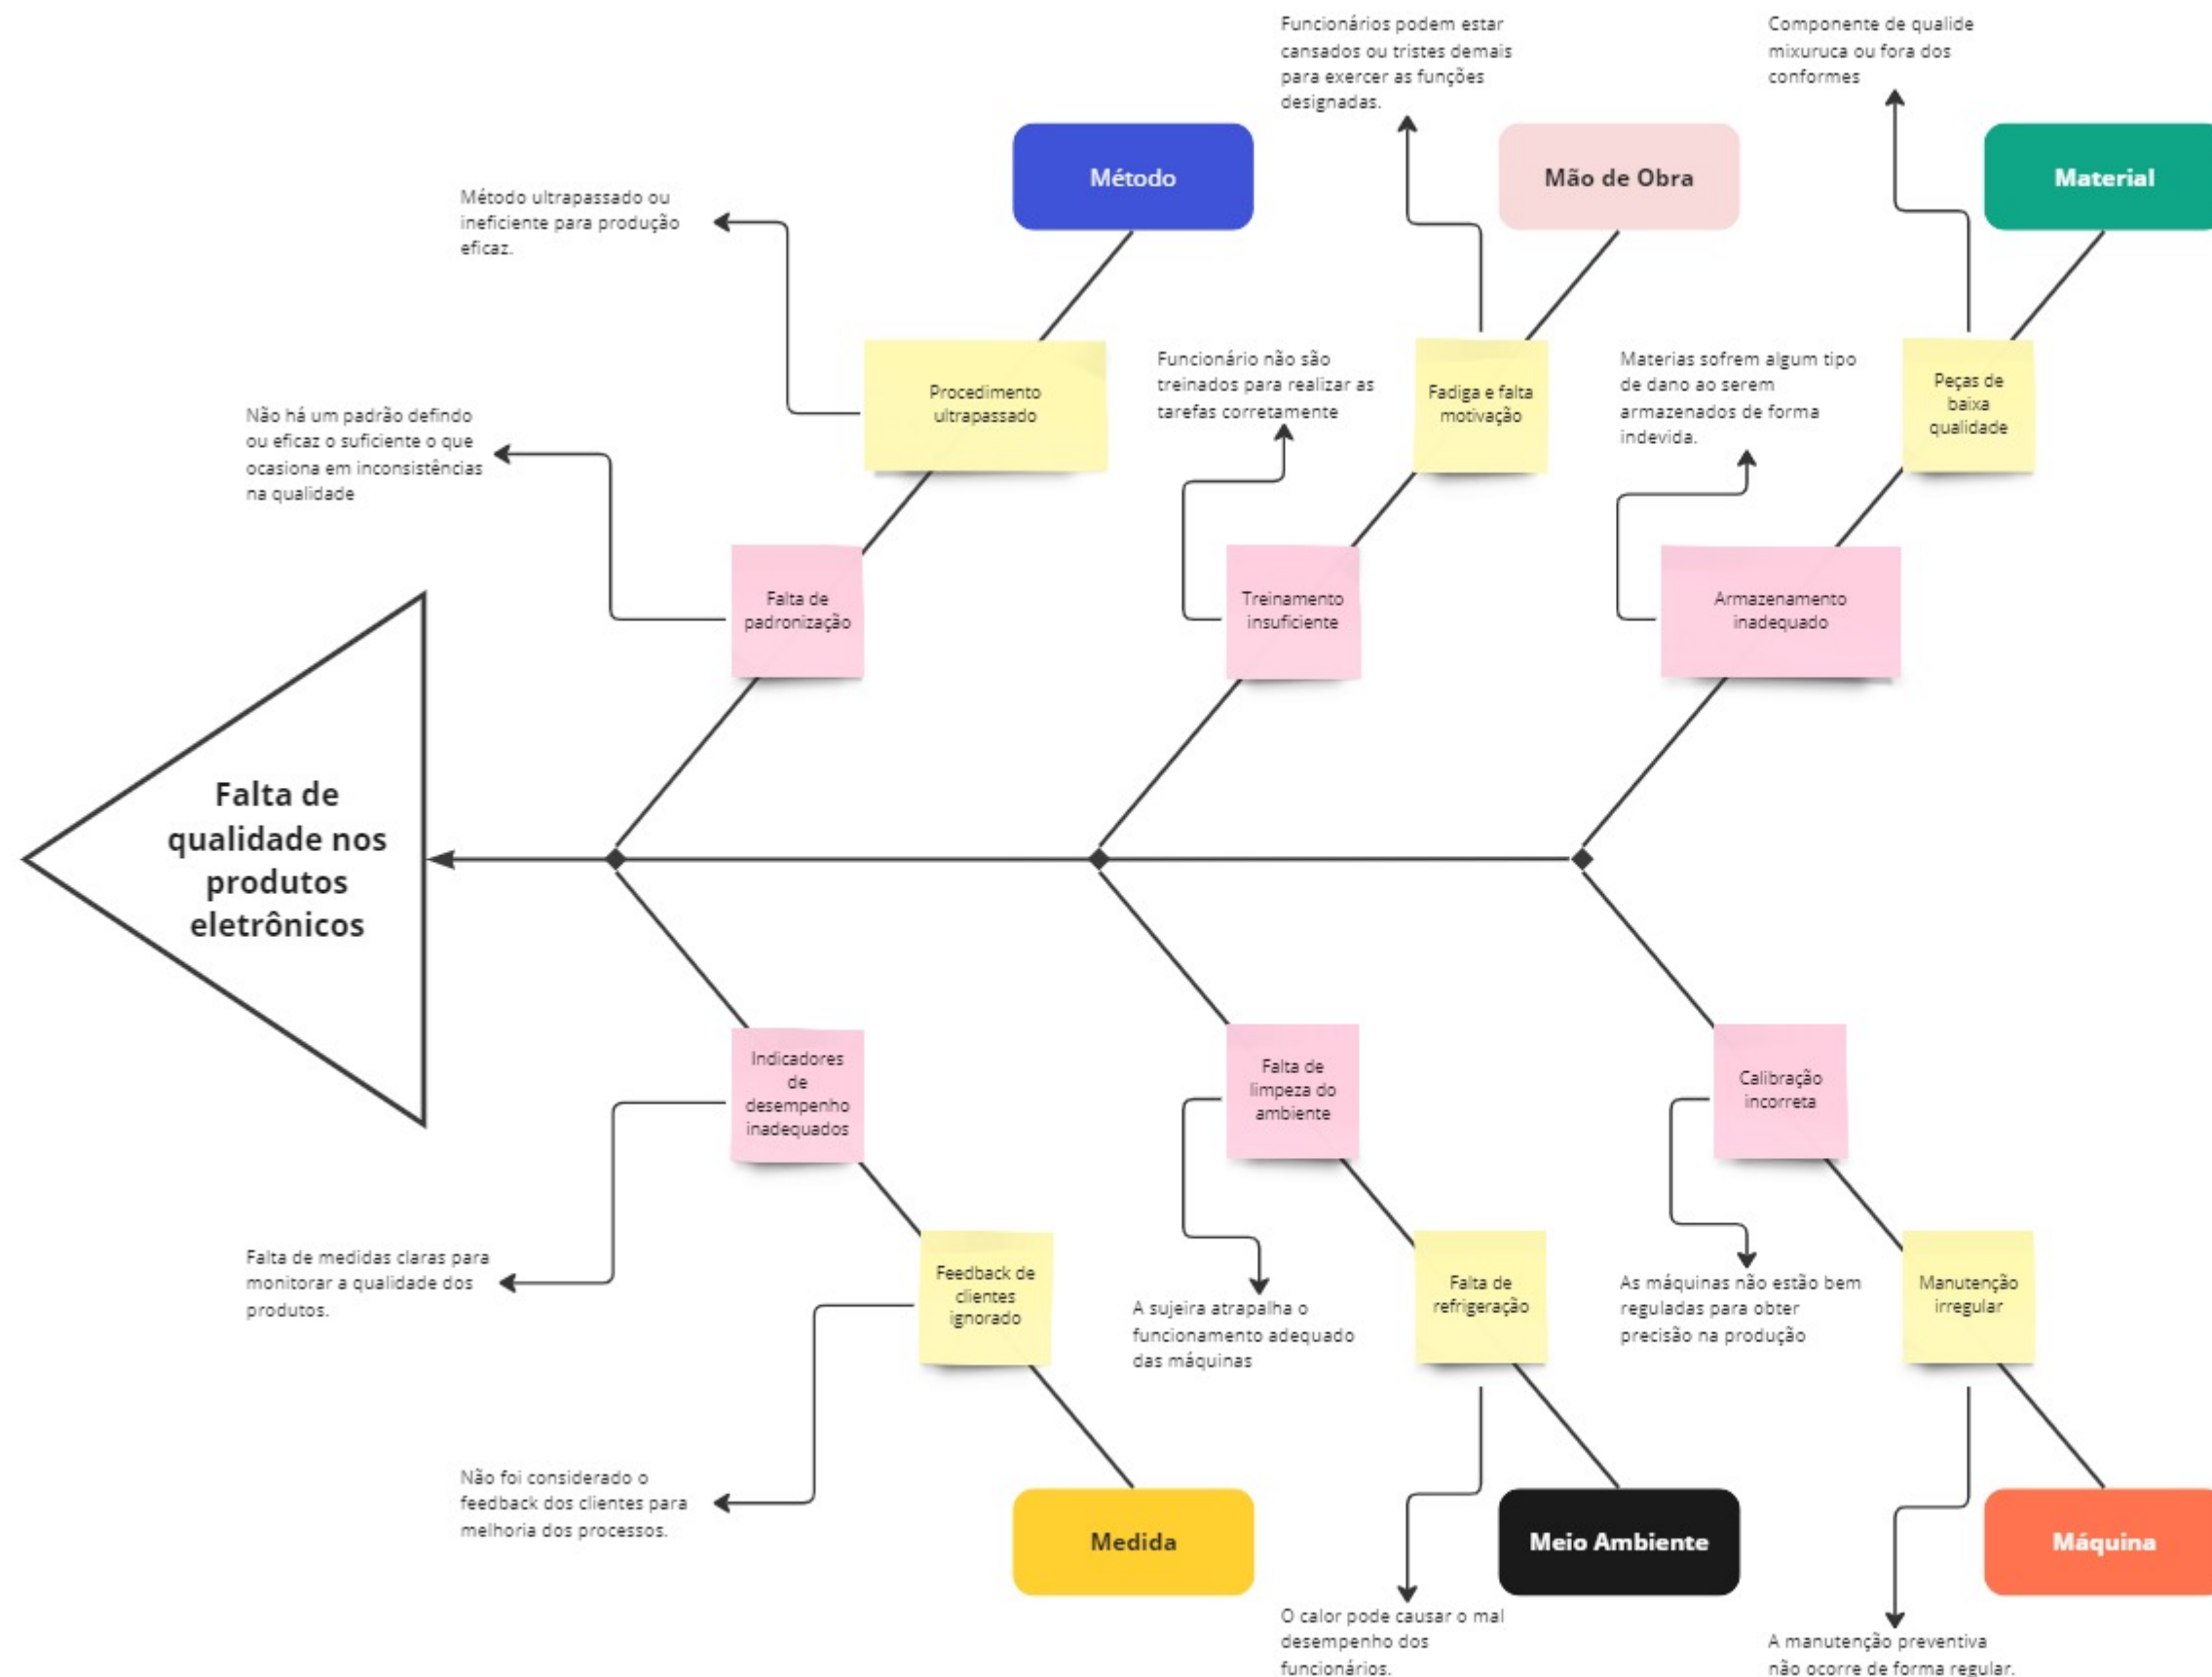 Funcionários podem estar
cansados ou tristes demais
para exercer as funções
designadas.
Componente de qualide
mixuruca ou fora dos
conformes
Método
Mão de Obra
Material
Método ultrapassado ou
ineficiente para produção
eficaz.
Procedimento
ultrapassado
Funcionário não são
treinados para realizar as
tarefas corretamente
Fadiga e falta
motivação
Materias sofrem algum tipo
de dano ao serem
armazenados de forma
indevida.
Peças de
baixa
qualidade
Não há um padrão defindo
ou eficaz o suficiente o que
ocasiona em inconsistências
na qualidade
Falta de
padronização
Treinamento
insuficiente
Armazenamento
inadequado
Falta de
qualidade nos
produtos
eletrônicos
Indicadores
de
desempenho
inadequados
Falta de
limpeza do
ambiente
Calibração
incorreta
Falta de medidas claras para
monitorar a qualidade dos
produtos.
Feedback de
clientes
ignorado
A sujeira atrapalha o
funcionamento adequado
das máquinas
Falta de
refrigeração
As máquinas não estão bem
reguladas para obter
precisão na produção
Manutenção
irregular
Não foi considerado o
feedback dos clientes para
melhoria dos processos.
Medida
Meio Ambiente
Máquina
O calor pode causar o mal
desempenho dos
funcionários.
A manutenção preventiva
não ocorre de forma regular.